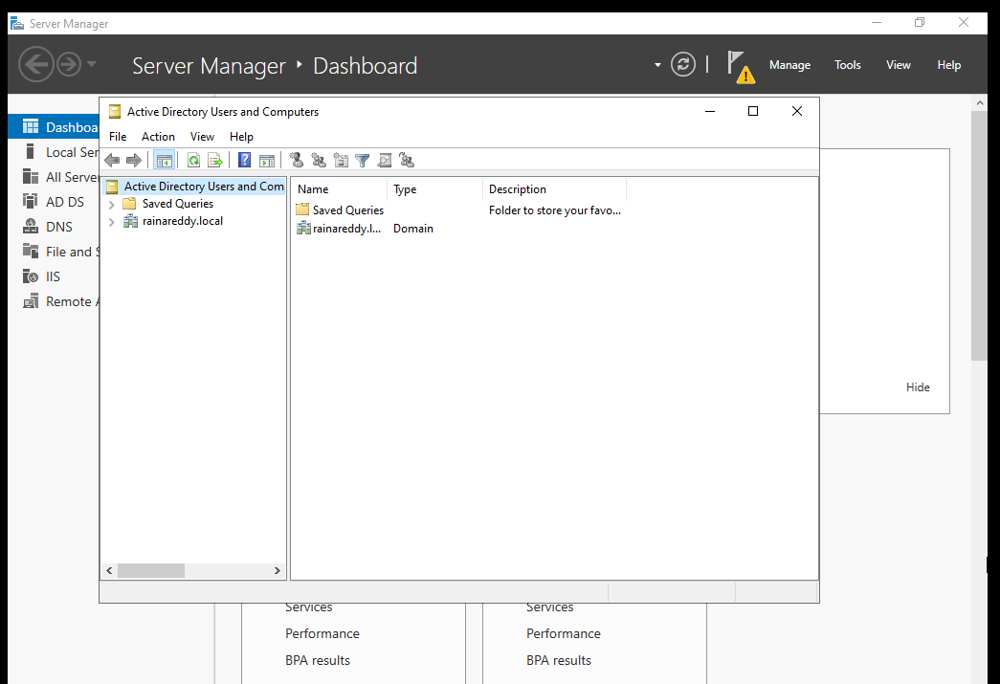 Server Manager
Server Manager ‣ Dashboard
Manage Tools View Help
Active Directory Users and Computers
File Action View Help
Dashboa
Local Ser
All Server
AD DS
DNS
File and S
IIS
Remote A
Active Directory Users and Com
Saved Queries
rainareddy.local
Name Type Description
Saved Queries Folder to store your favo...
rainareddy.l... Domain
Hide
Services Services
Performance Performance
BPA results BPA results